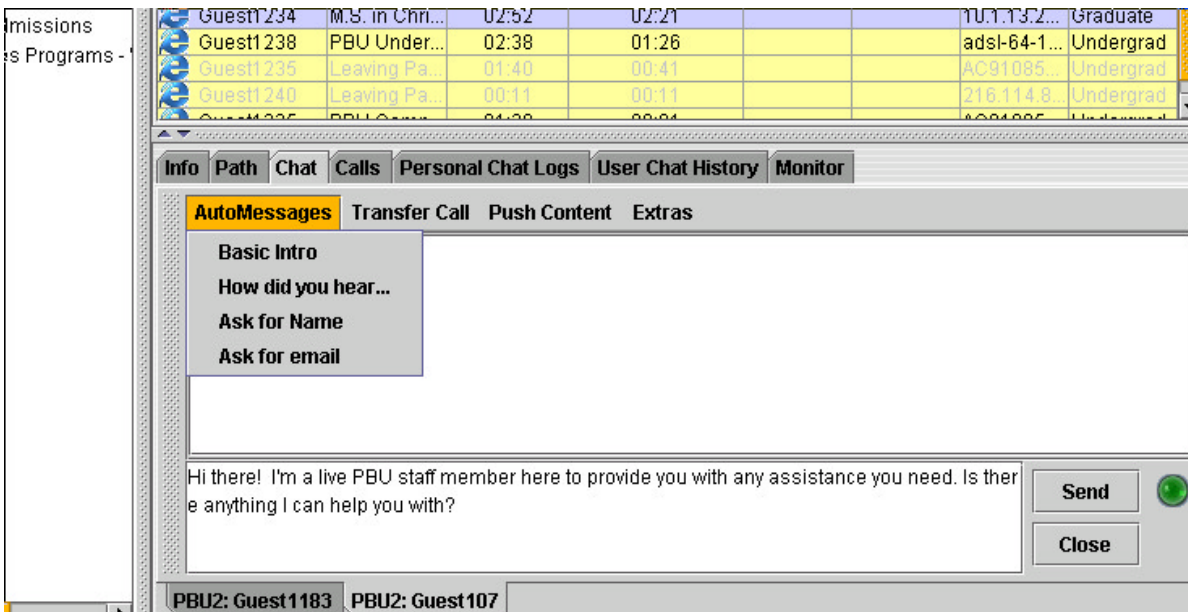 missions
s Programs -
Guest1234 M.S. in Chri... 02:52 02:21 10.1.13.2... Graduate
Guest1238 PBU Under... 02:38 01:26 adsl-64-1... Undergrad
Guest1235 Leaving Pa... 01:40 00:41 AC91085... Undergrad
Guest1240 Leaving Pa... 00:11 00:11 216.114.8... Undergrad
Info Path Chat Calls Personal Chat Logs User Chat History Monitor
AutoMessages Transfer Call Push Content Extras
Basic Intro
How did you hear...
Ask for Name
Ask for email
Hi there! I'm a live PBU staff member here to provide you with any assistance you need. Is ther
e anything I can help you with?
Send
Close
PBU2: Guest1183 PBU2: Guest107